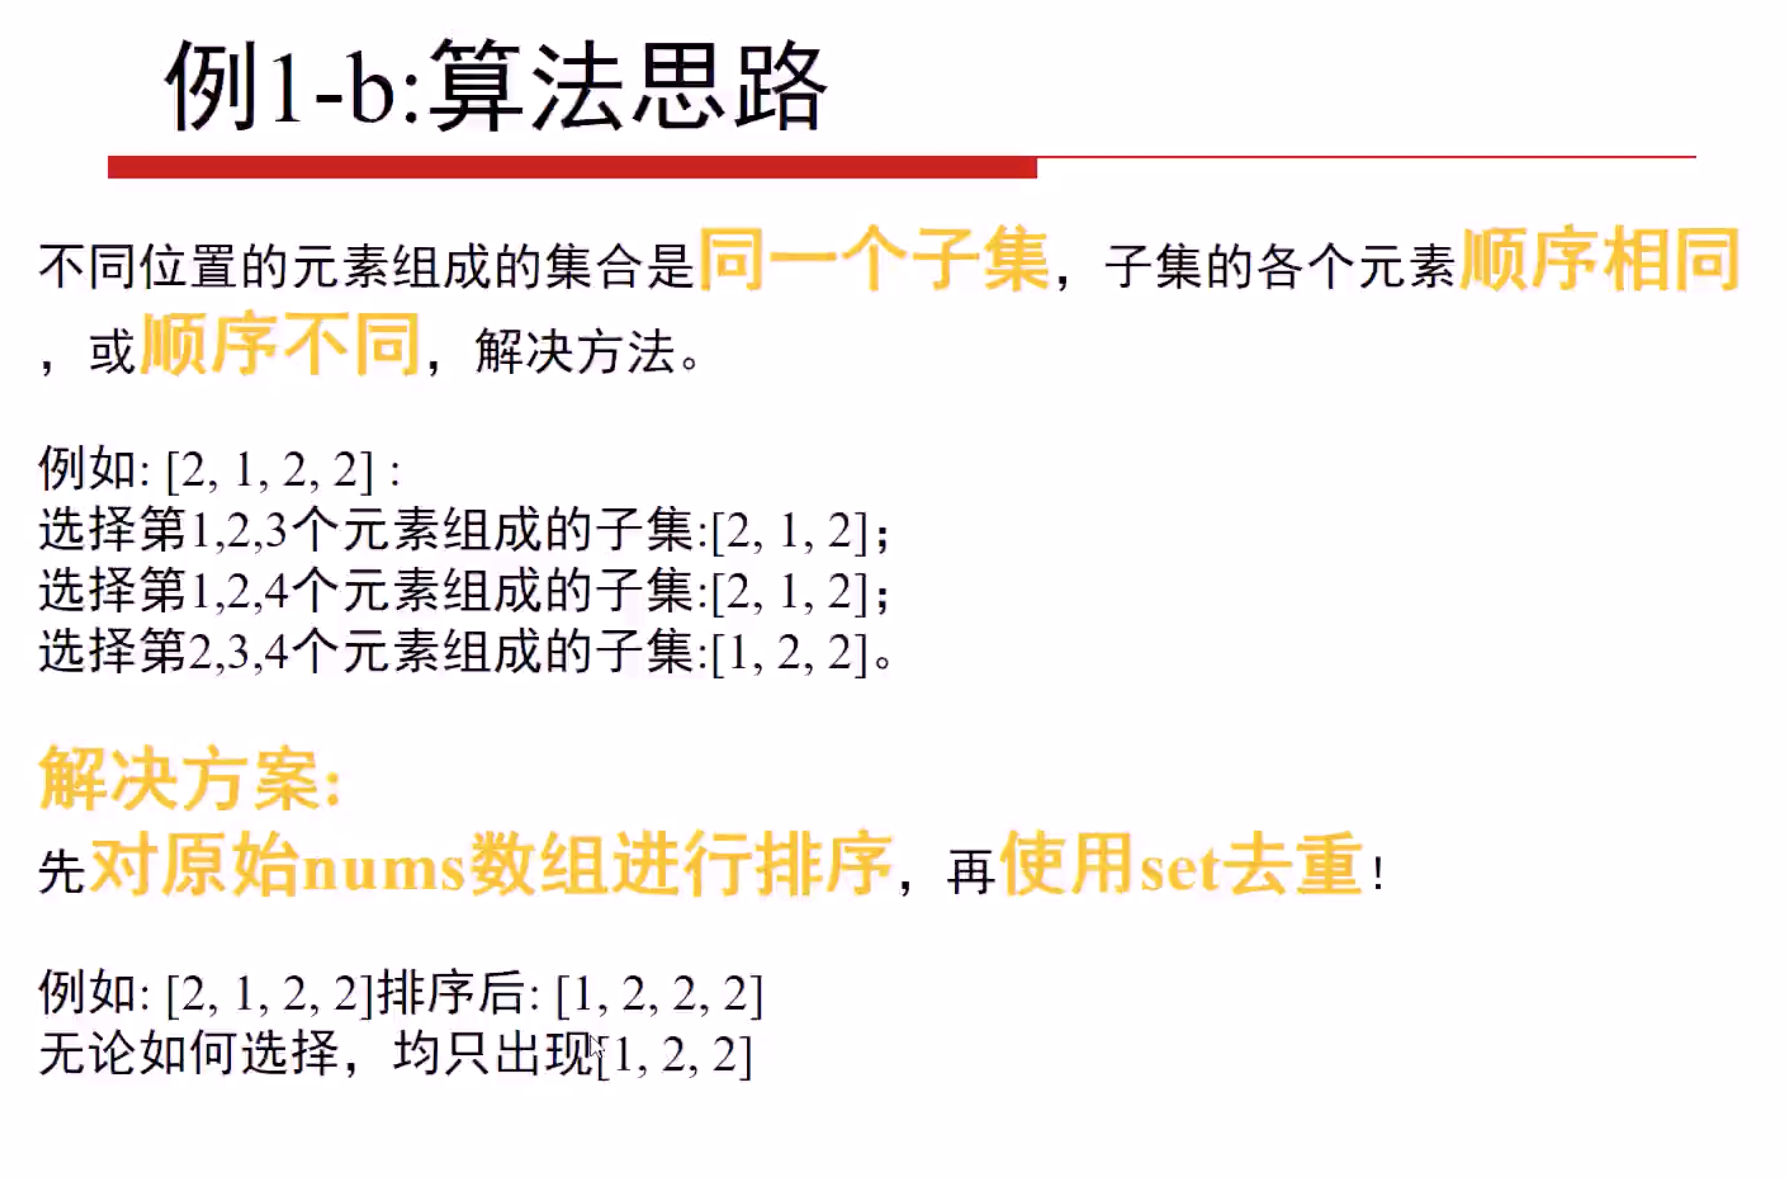 例1-b:算法思路
不同位置的元素组成的集合是同一个子集，子集的各个元素顺序相同
，或顺序不同，解决方法。
例如: [2, 1, 2, 2] :
选择第1,2,3个元素组成的子集:[2, 1, 2]；
选择第1,2,4个元素组成的子集:[2, 1, 2]；
选择第2,3,4个元素组成的子集:[1, 2, 2]。
解决方案:
先对原始nums数组进行排序，再使用set去重！
例如: [2, 1, 2, 2]排序后: [1, 2, 2, 2]
无论如何选择，均只出现[1, 2, 2]